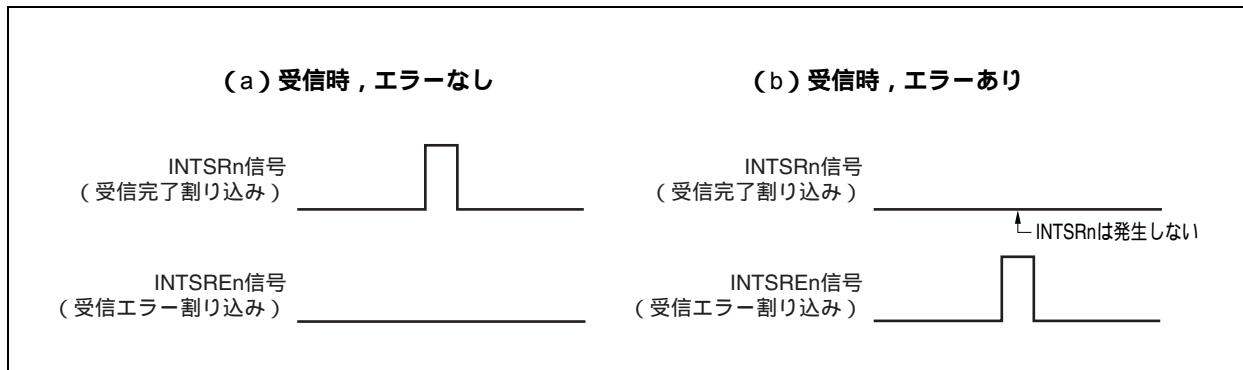 (a)受信時，エラーなし
INTSRn信号
(受信完了割り込み)
INTSREn信号
(受信エラー割り込み)
(b)受信時，エラーあり
INTSRn信号
(受信完了割り込み)
INTSRnは発生しない
INTSREn信号
(受信エラー割り込み)